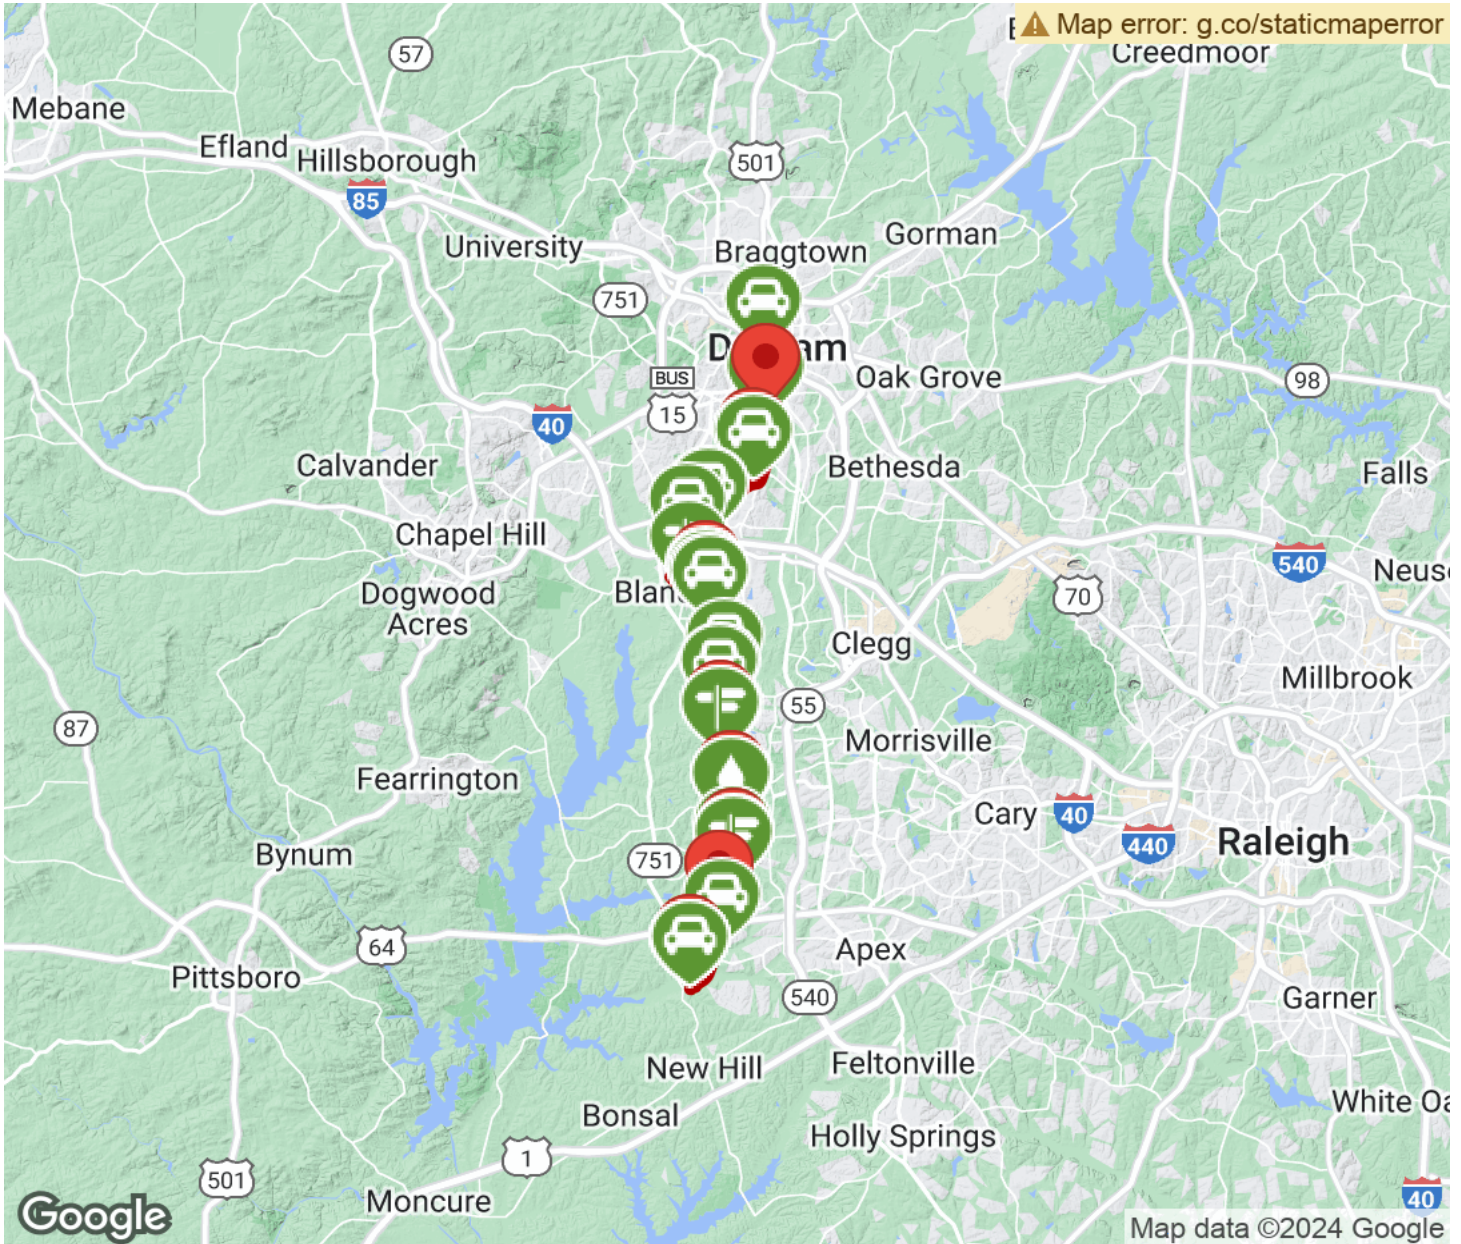 Map error: g.co/staticmaperror
Creedmoor
57
Mebane
Efland
Hillsborough
501
85
University
Braggtown
Gorman
751
BUS
15
Oak Grove
98
40
Calvander
Bethesda
Falls
Chapel Hill
540
70
Dogwood
Acres
Clegg
Millbrook
87
55
Morrisville
Fearrington
Cary
40
440
Raleigh
Bynum
751
64
Apex
Pittsboro
540
Garner
New Hill
Feltonville
Bonsal
Holly Springs
1
501
Moncure
40
Google
Map data ©2024 Google